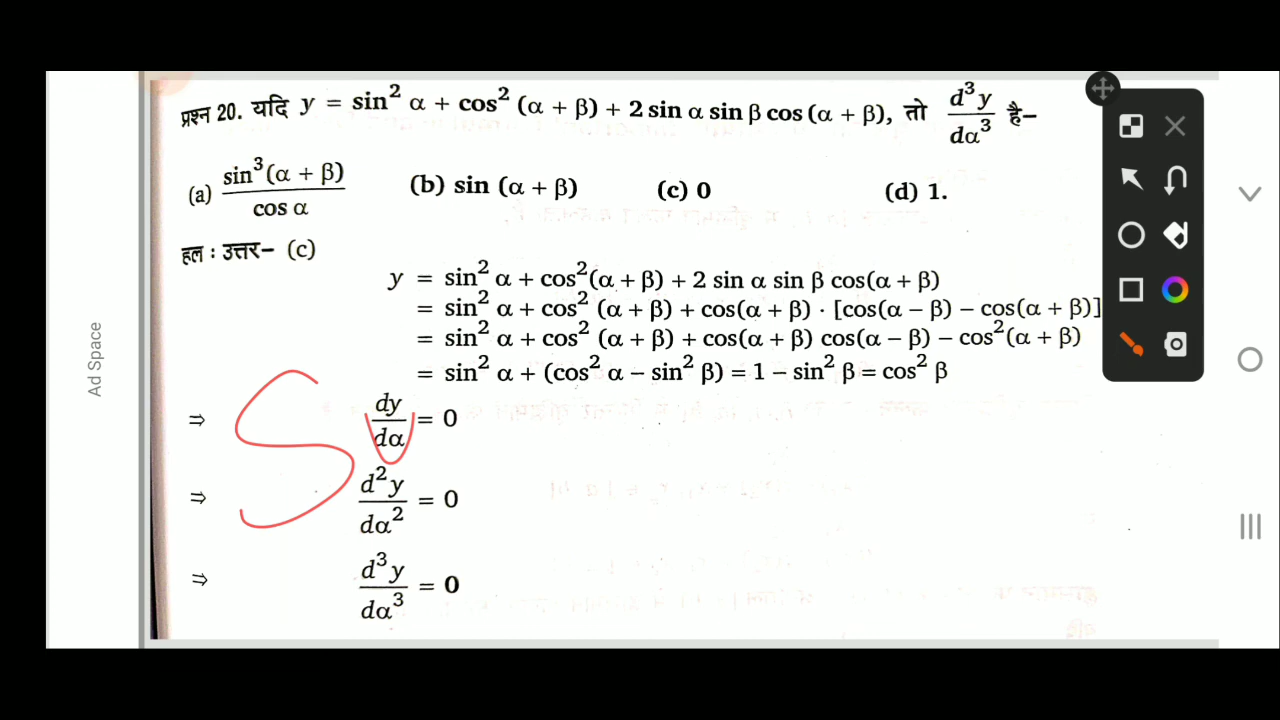 प्रश्न 20. यदि y = sin² α + cos² (α + β) + 2 sin α sin β cos (α + β), तो d³y/dα³ है–
(a) sin³(α + β)/cos α (b) sin (α + β) (c) 0 (d) 1.
हल : उत्तर– (c)
y = sin² α + cos²(α + β) + 2 sin α sin β cos(α + β)
= sin² α + cos² (α + β) + cos(α + β) · [cos(α − β) − cos(α + β)]
= sin² α + cos² (α + β) + cos(α + β) cos(α − β) − cos²(α + β)
= sin² α + (cos² α − sin² β) = 1 − sin² β = cos² β
⇒ dy/dα = 0
⇒ d²y/dα² = 0
⇒ d³y/dα³ = 0
Ad Space